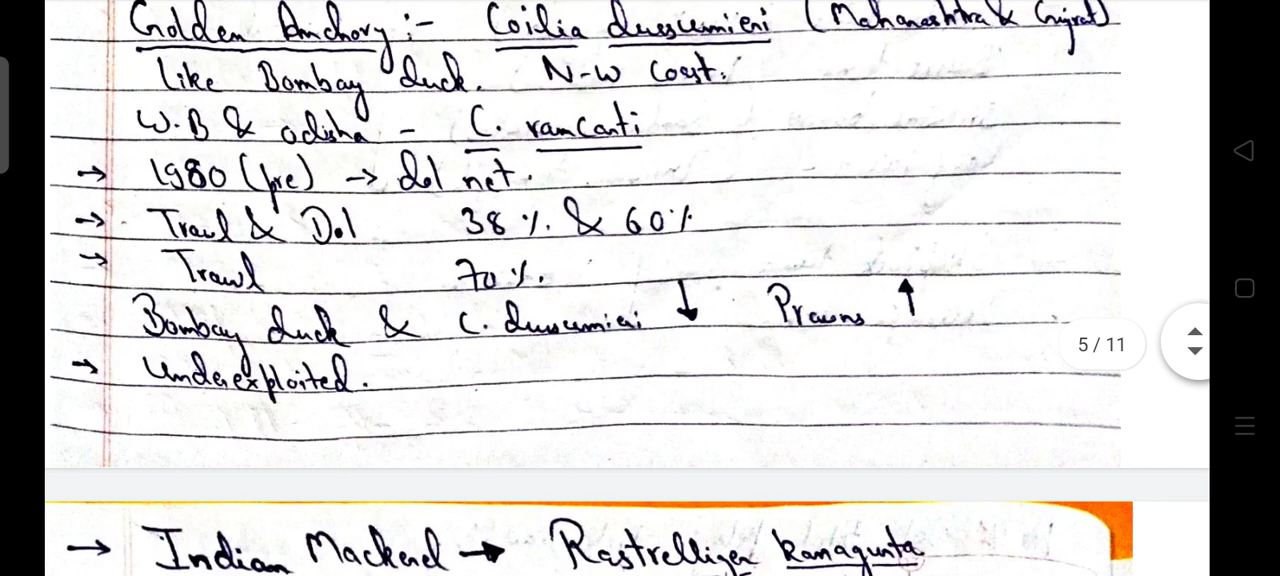 Golden Anchovy :- Coilia dussumieni (Maharashtra & Gujrat)
Like Bombay duck. N-W Coast.
W.B & odisha - C. ramcarti
→ 1980 (pre) → dol net.
→ Trawl & Dol 38 % & 60%
→ Trawl 70 %.
Bombay duck & C. dussumieri ↓ Prawns ↑
→ Underexploited.
5 / 11
→ Indian Mackerel → Rastrelliger kanagurta